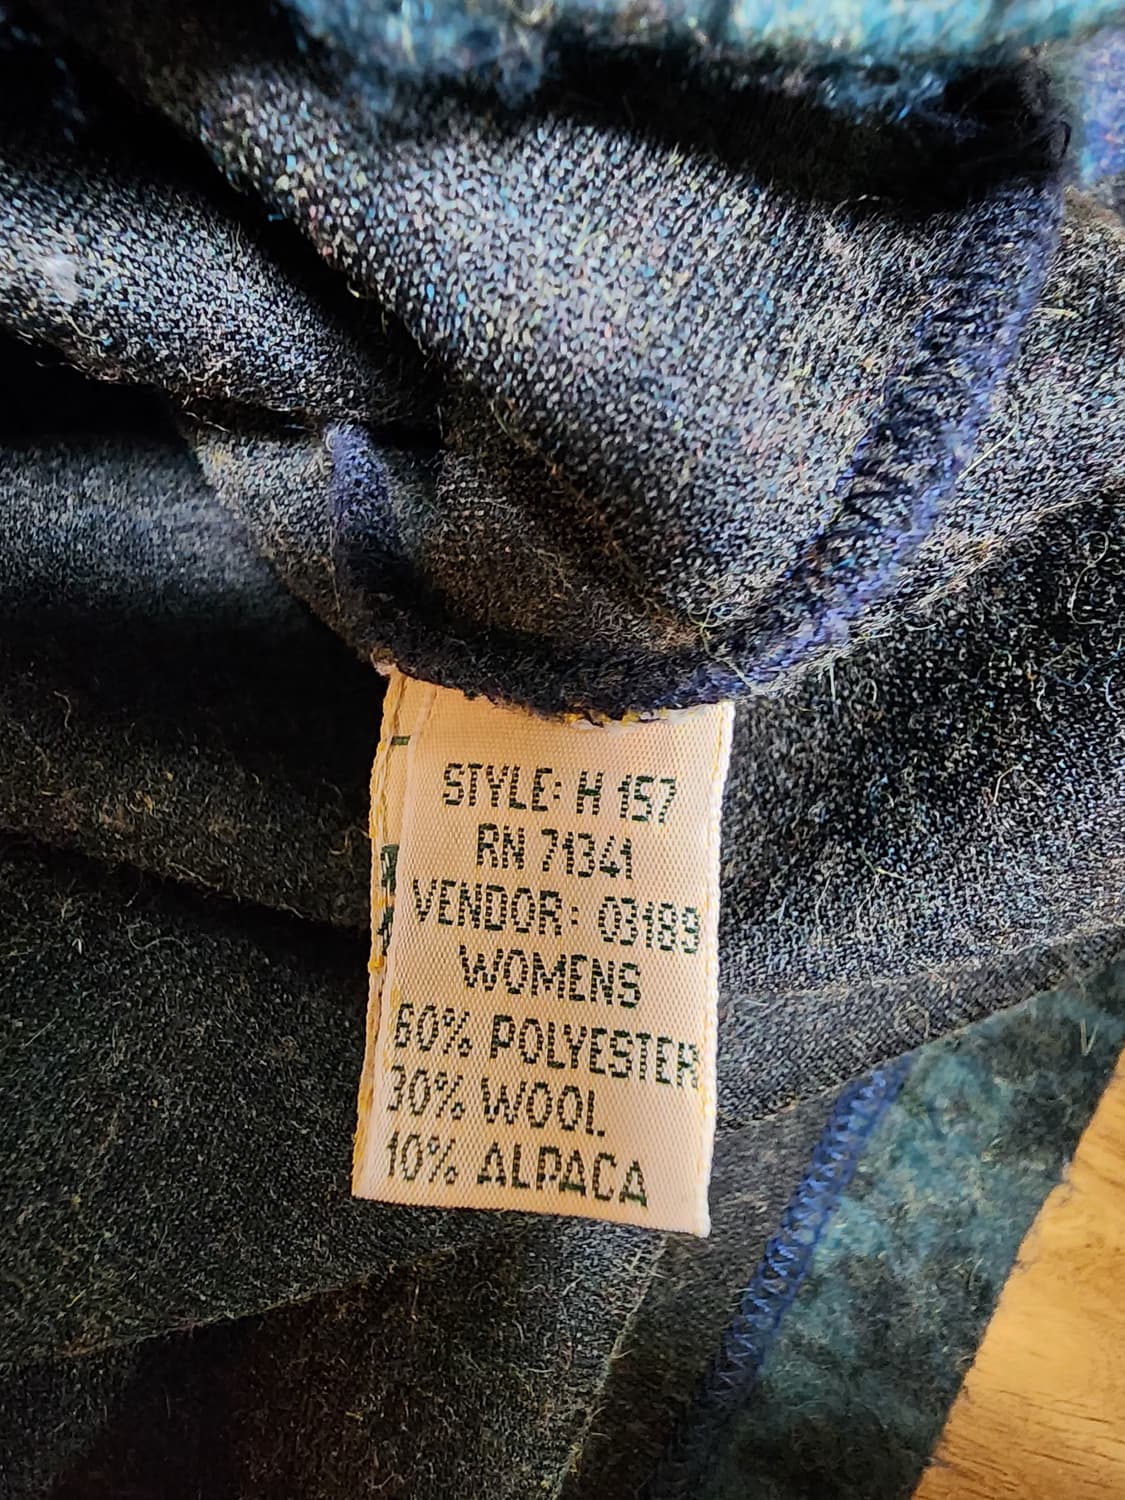 STYLE: H 157
RN 71341
VENDOR: 03189
WOMENS
60% POLYESTER
30% WOOL
10% ALPACA